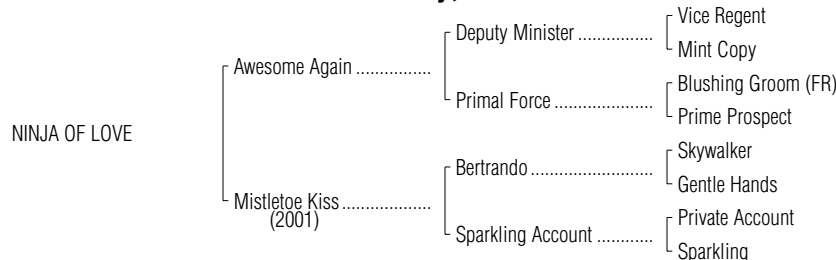 Vice Regent
Deputy Minister ................
Mint Copy
Awesome Again ................
Blushing Groom (FR)
Primal Force ....................
Prime Prospect
NINJA OF LOVE
Skywalker
Bertrando .........................
Gentle Hands
Mistletoe Kiss ...................
(2001)
Private Account
Sparkling Account ............
Sparkling